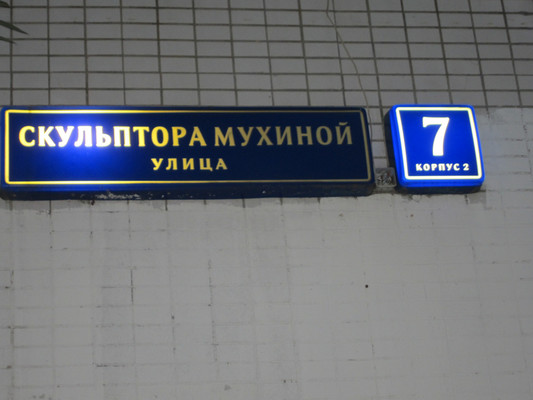 СКУЛЬПТОРА МУХИНОЙ
УЛИЦА
7
КОРПУС 2